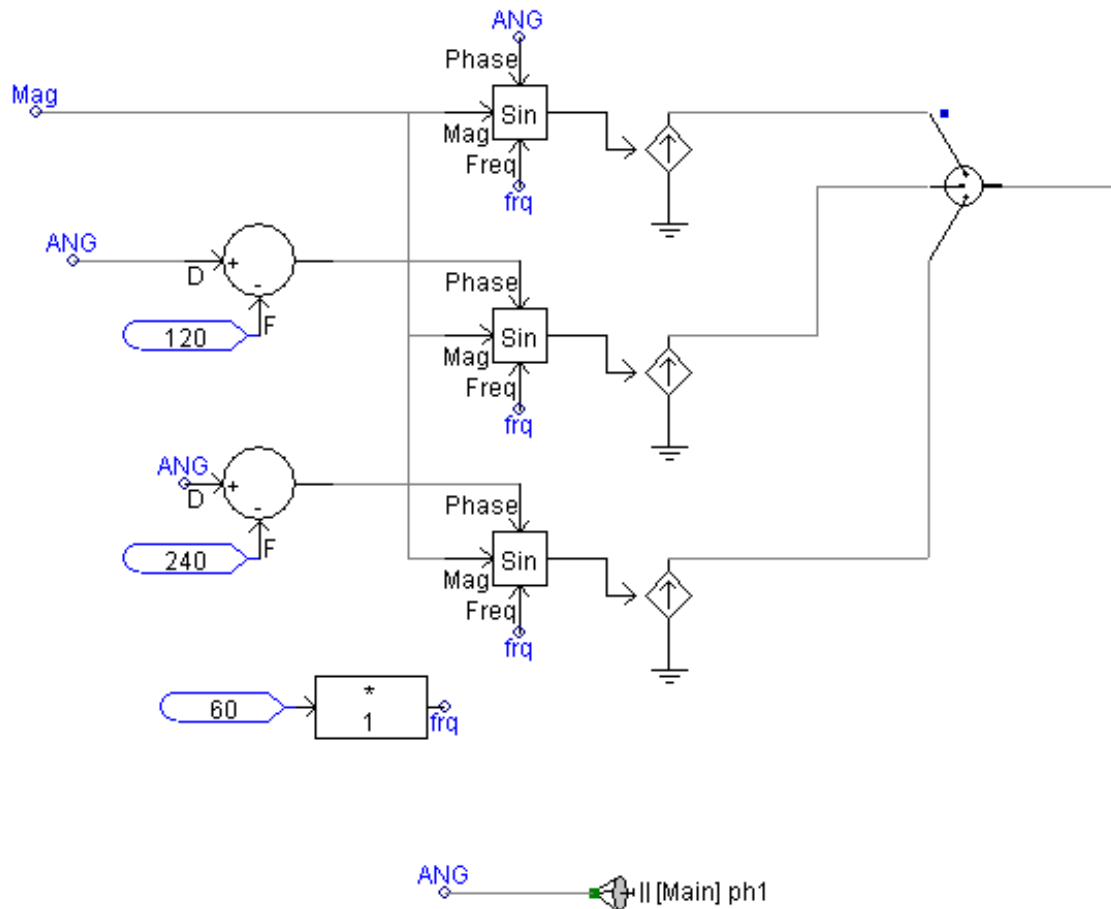 ANG
Phase
Mag
Sin
Mag
Freq
frq
ANG
D
+
-
F
120
Phase
Sin
Mag
Freq
frq
ANG
D
+
-
F
240
Phase
Sin
Mag
Freq
frq
60
*
1
frq
ANG
[Main] ph1